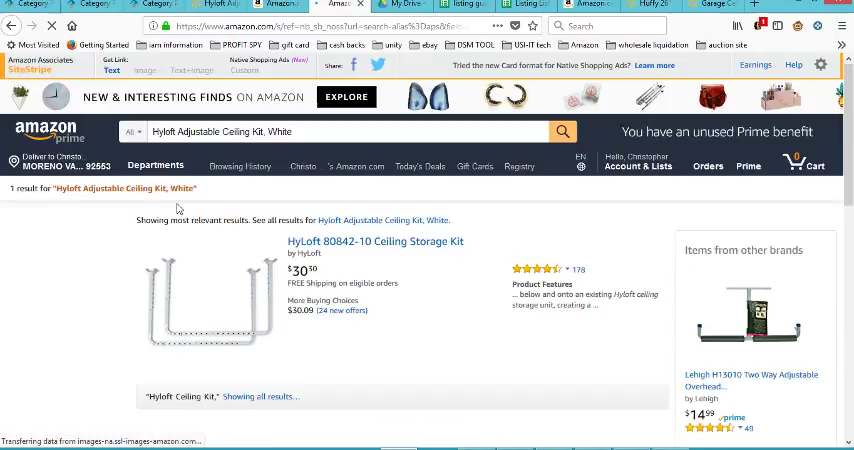 Category T
Category T
Category T
Hyloft Adj
Amazon.c
Amazo
My Drive -
listing gu
Listing List
Amazon.c
Huffy 26"
Garage Ce
https://www.amazon.com/s/ref=nb_sb_noss?url=search-alias%3Daps&field-
Search
Most Visited
Getting Started
iam information
PROFIT SPY
gift card
cash backs
unity
ebay
DSM TOOL
USI-IT tech
Amazon
wholesale liquidation
auction site
Amazon Associates
SiteStripe
Get Link:
Text
Image
Text+Image
Native Shopping Ads (New)
Custom
Share:
Tried the new Card format for Native Shopping Ads? Learn more
Earnings
Help
NEW & INTERESTING FINDS ON AMAZON
EXPLORE
amazon
prime
All
Hyloft Adjustable Ceiling Kit, White
You have an unused Prime benefit
Deliver to Christo.
MORENO VA... 92553
Departments
Browsing History
Christo
's Amazon.com
Today's Deals
Gift Cards
Registry
EN
Hello, Christopher
Account & Lists
Orders
Prime
0
Cart
1 result for "Hyloft Adjustable Ceiling Kit, White"
Showing most relevant results. See all results for Hyloft Adjustable Ceiling Kit, White.
HyLoft 80842-10 Ceiling Storage Kit
by HyLoft
$3030
FREE Shipping on eligible orders
More Buying Choices
$30.09 (24 new offers)
178
Product Features
... below and onto an existing Hyloft ceiling
storage unit, creating a ...
"Hyloft Ceiling Kit," Showing all results...
Items from other brands
Lehigh H13010 Two Way Adjustable
Overhead...
by Lehigh
$1499 prime
49
Transferring data from images-na.ssl-images-amazon.com...